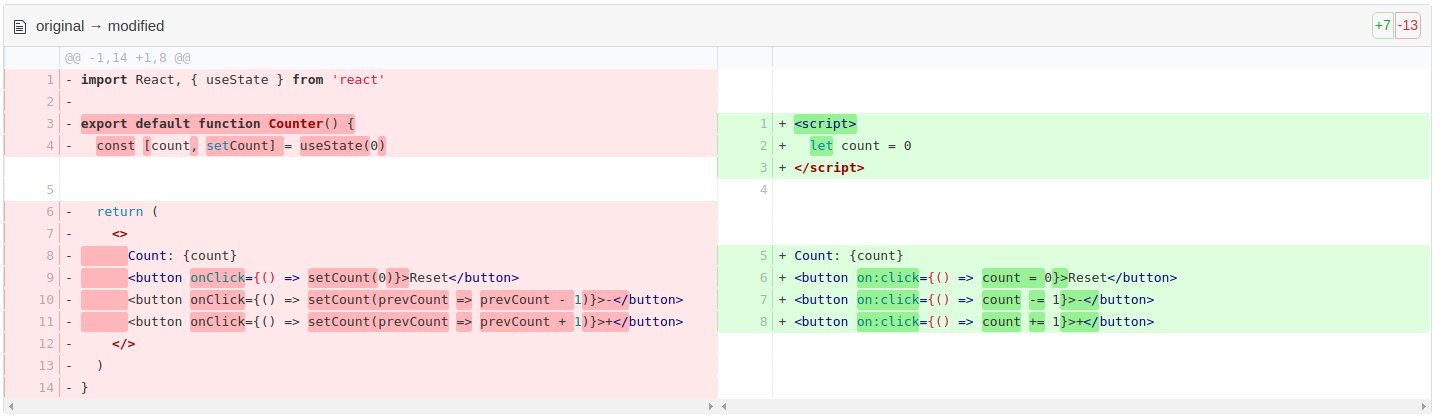 original → modified
+7 -13
@@ -1,14 +1,8 @@
1 - import React, { useState } from 'react'
2 -
3 - export default function Counter() {
1 + <script>
4 -   const [count, setCount] = useState(0)
2 +   let count = 0
3 + </script>
5
4
6 -   return (
7 -     <>
8 -       Count: {count}
5 + Count: {count}
9 -       <button onClick={() => setCount(0)}>Reset</button>
6 + <button on:click={() => count = 0}>Reset</button>
10 -       <button onClick={() => setCount(prevCount => prevCount - 1)}>-</button>
7 + <button on:click={() => count -= 1}>-</button>
11 -       <button onClick={() => setCount(prevCount => prevCount + 1)}>+</button>
8 + <button on:click={() => count += 1}>+</button>
12 -     </>
13 -   )
14 - }